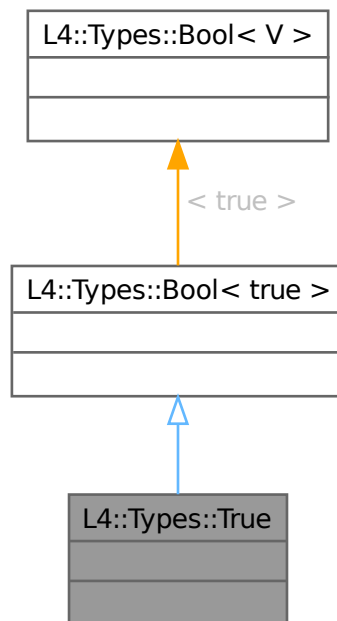 L4::Types::Bool< V >
< true >
L4::Types::Bool< true >
L4::Types::True